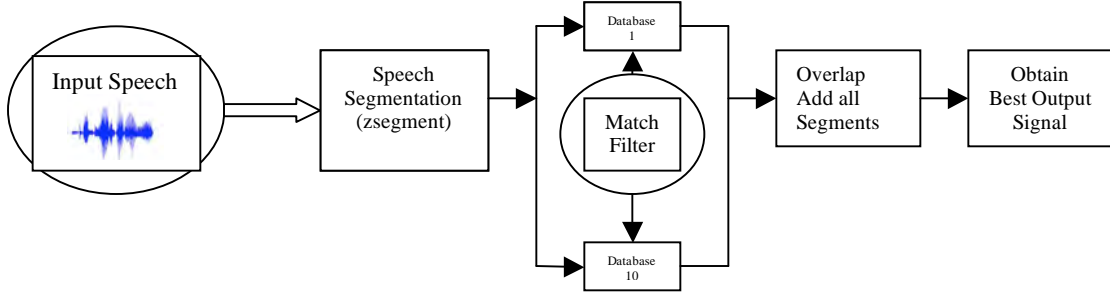 Input Speech
Speech
Segmentation
(zsegment)
Database
1
Match
Filter
Database
10
Overlap
Add all
Segments
Obtain
Best Output
Signal